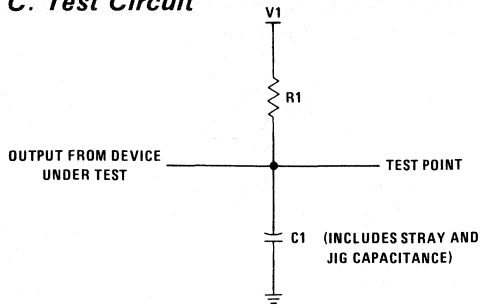 C. Test Circuit
V1
R1
OUTPUT FROM DEVICE
UNDER TEST
TEST POINT
C1 (INCLUDES STRAY AND
JIG CAPACITANCE)